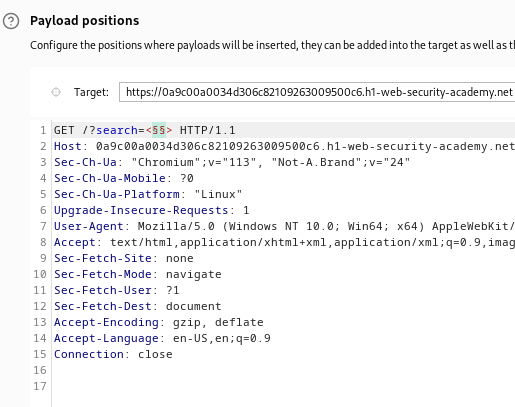 Payload positions
Configure the positions where payloads will be inserted, they can be added into the target as well as
Target: https://0a9c00a0034d306c82109263009500c6.h1-web-security-academy.net
1 GET /?search=<§§> HTTP/1.1
2 Host: 0a9c00a0034d306c82109263009500c6.h1-web-security-academy.net
3 Sec-Ch-Ua: "Chromium";v="113", "Not-A.Brand";v="24"
4 Sec-Ch-Ua-Mobile: ?0
5 Sec-Ch-Ua-Platform: "Linux"
6 Upgrade-Insecure-Requests: 1
7 User-Agent: Mozilla/5.0 (Windows NT 10.0; Win64; x64) AppleWebKit/
8 Accept: text/html,application/xhtml+xml,application/xml;q=0.9,imag
9 Sec-Fetch-Site: none
10 Sec-Fetch-Mode: navigate
11 Sec-Fetch-User: ?1
12 Sec-Fetch-Dest: document
13 Accept-Encoding: gzip, deflate
14 Accept-Language: en-US,en;q=0.9
15 Connection: close
16
17